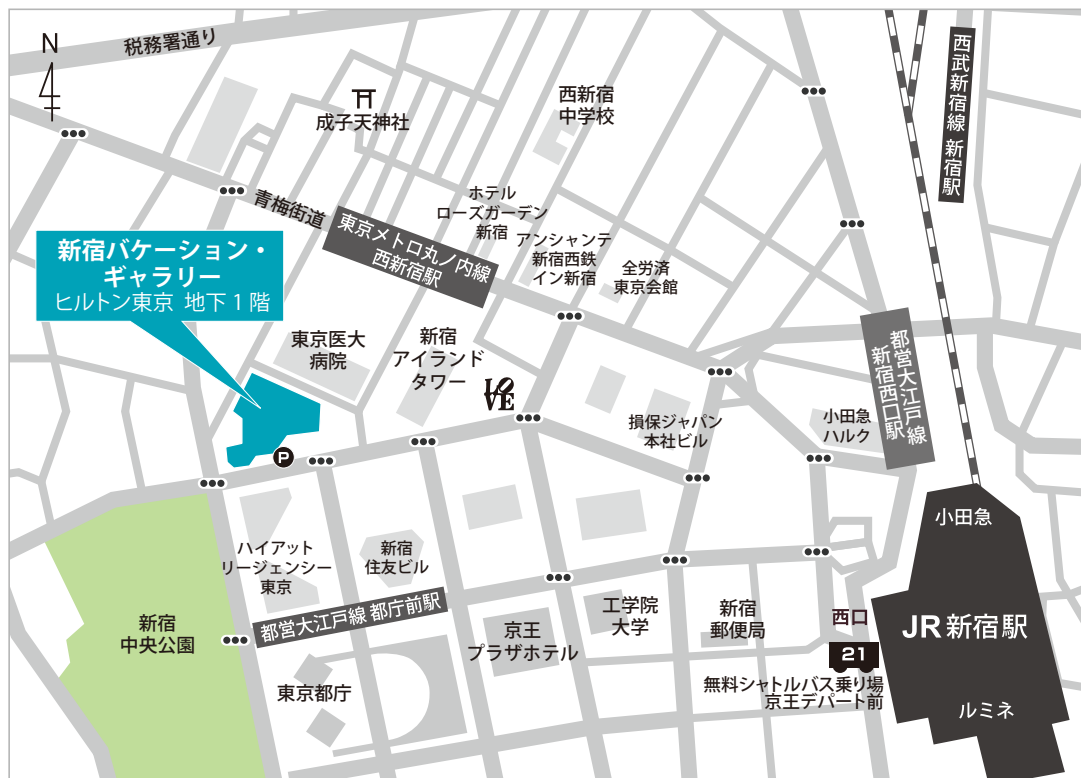 N
税務署通り
成子天神社
西新宿
中学校
西武新宿線 新宿駅
青梅街道
東京メトロ丸ノ内線
西新宿駅
ホテル
ローズガーデン
新宿
アンシャンテ
新宿西鉄
イン新宿
全労済
東京会館
新宿バケーション・
ギャラリー
ヒルトン東京 地下1階
東京医大
病院
新宿
アイランド
タワー
LO
VE
損保ジャパン
本社ビル
小田急
ハルク
都営大江戸線
新宿西口駅
P
ハイアット
リージェンシー
東京
新宿
住友ビル
都営大江戸線 都庁前駅
新宿
中央公園
東京都庁
京王
プラザホテル
工学院
大学
新宿
郵便局
西口
21
無料シャトルバス乗り場
京王デパート前
小田急
JR新宿駅
ルミネ